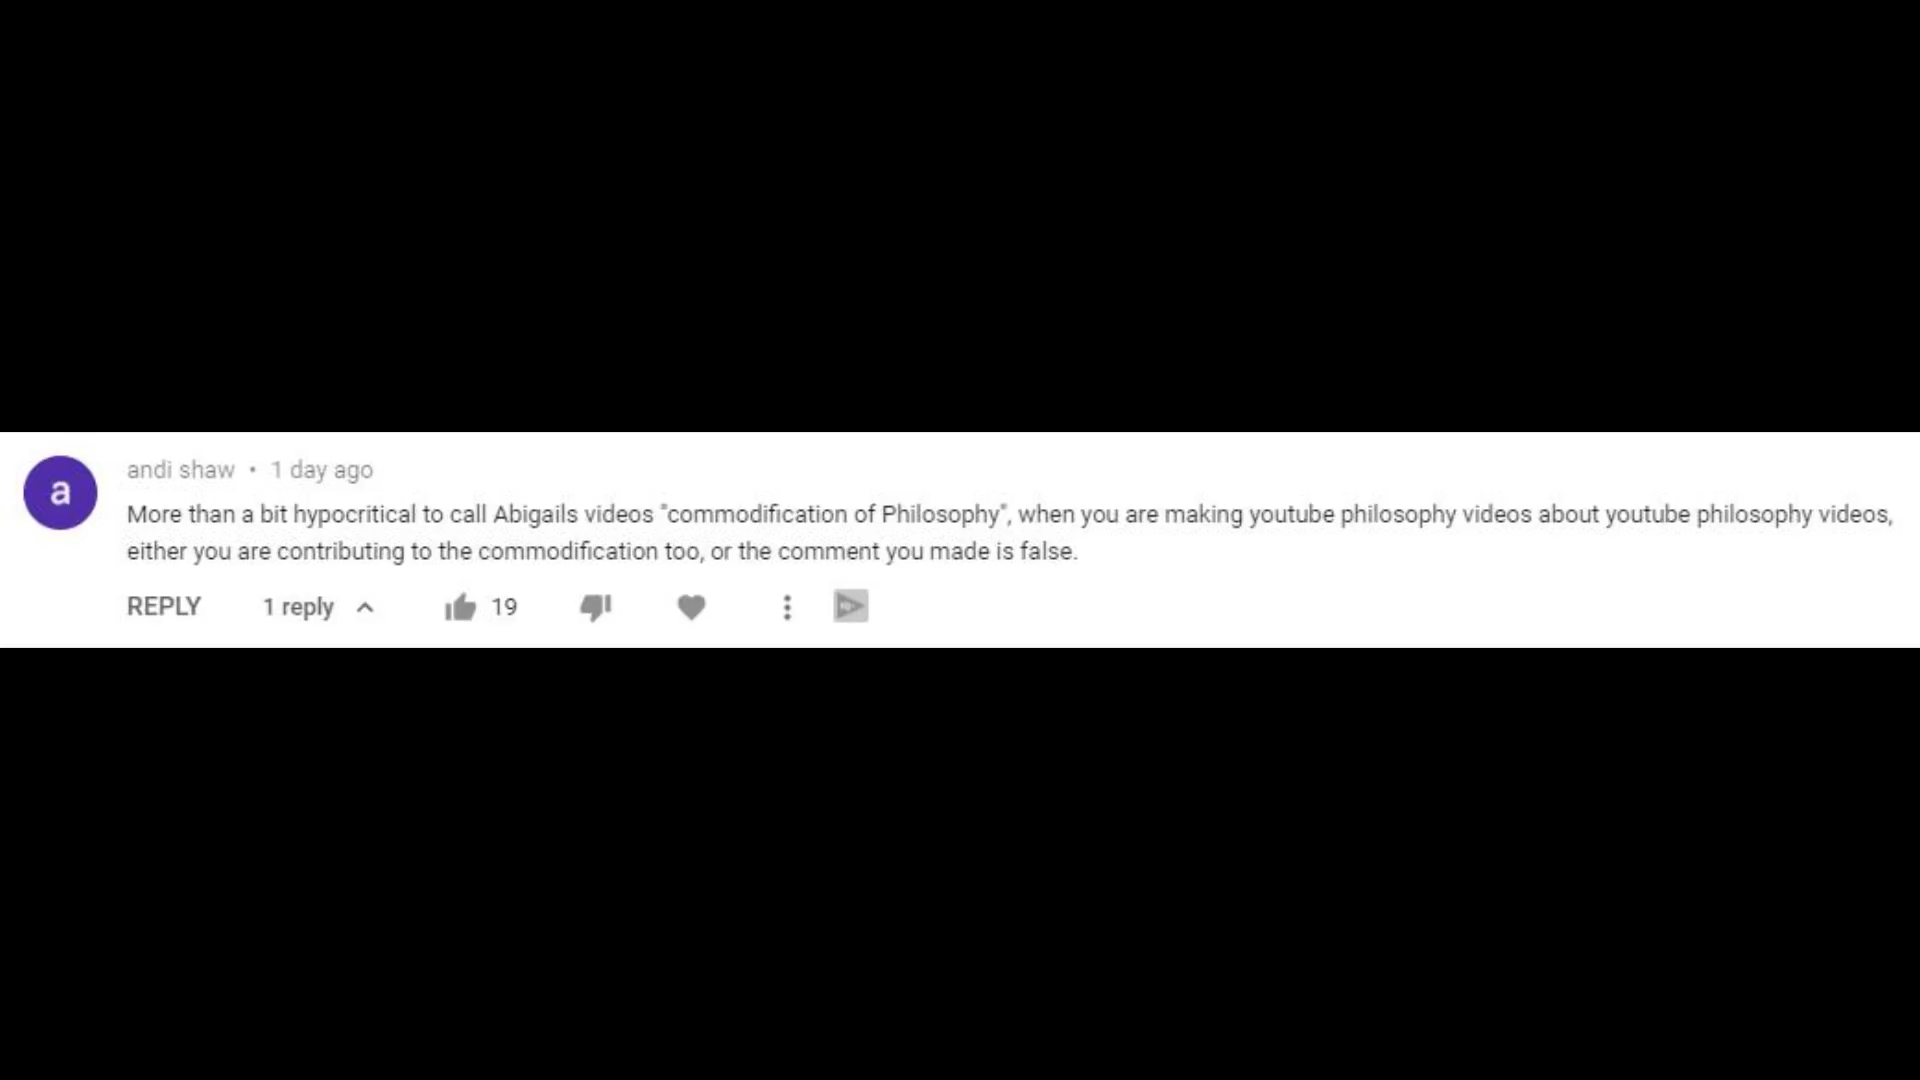 a
andi shaw • 1 day ago
More than a bit hypocritical to call Abigails videos "commodification of Philosophy", when you are making youtube philosophy videos about youtube philosophy videos,
either you are contributing to the commodification too, or the comment you made is false.
REPLY 1 reply 19